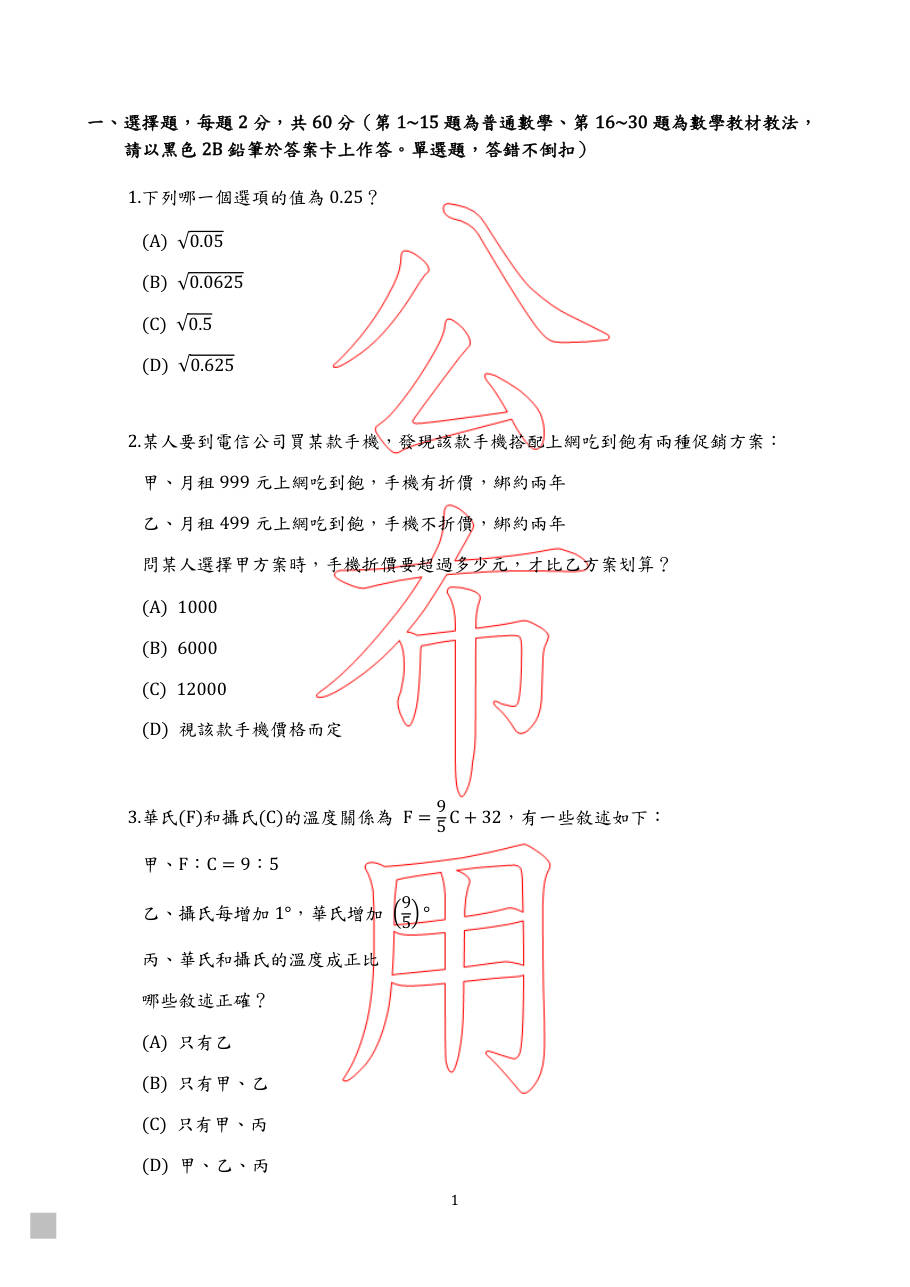 一、選擇題，每題 2 分，共 60 分（第 1~15 題為普通數學、第 16~30 題為數學教材教法，
請以黑色 2B 鉛筆於答案卡上作答。單選題，答錯不倒扣）
1.下列哪一個選項的值為 0.25？
(A) √0.05
(B) √0.0625
(C) √0.5
(D) √0.625
2.某人要到電信公司買某款手機，發現該款手機搭配上網吃到飽有兩種促銷方案：
甲、月租 999 元上網吃到飽，手機有折價，綁約兩年
乙、月租 499 元上網吃到飽，手機不折價，綁約兩年
問某人選擇甲方案時，手機折價要超過多少元，才比乙方案划算？
(A) 1000
(B) 6000
(C) 12000
(D) 視該款手機價格而定
3.華氏(F)和攝氏(C)的溫度關係為 F = 9/5 C + 32，有一些敘述如下：
甲、F：C = 9：5
乙、攝氏每增加 1°，華氏增加 (9/5)°
丙、華氏和攝氏的溫度成正比
哪些敘述正確？
(A) 只有乙
(B) 只有甲、乙
(C) 只有甲、丙
(D) 甲、乙、丙
1
公布用